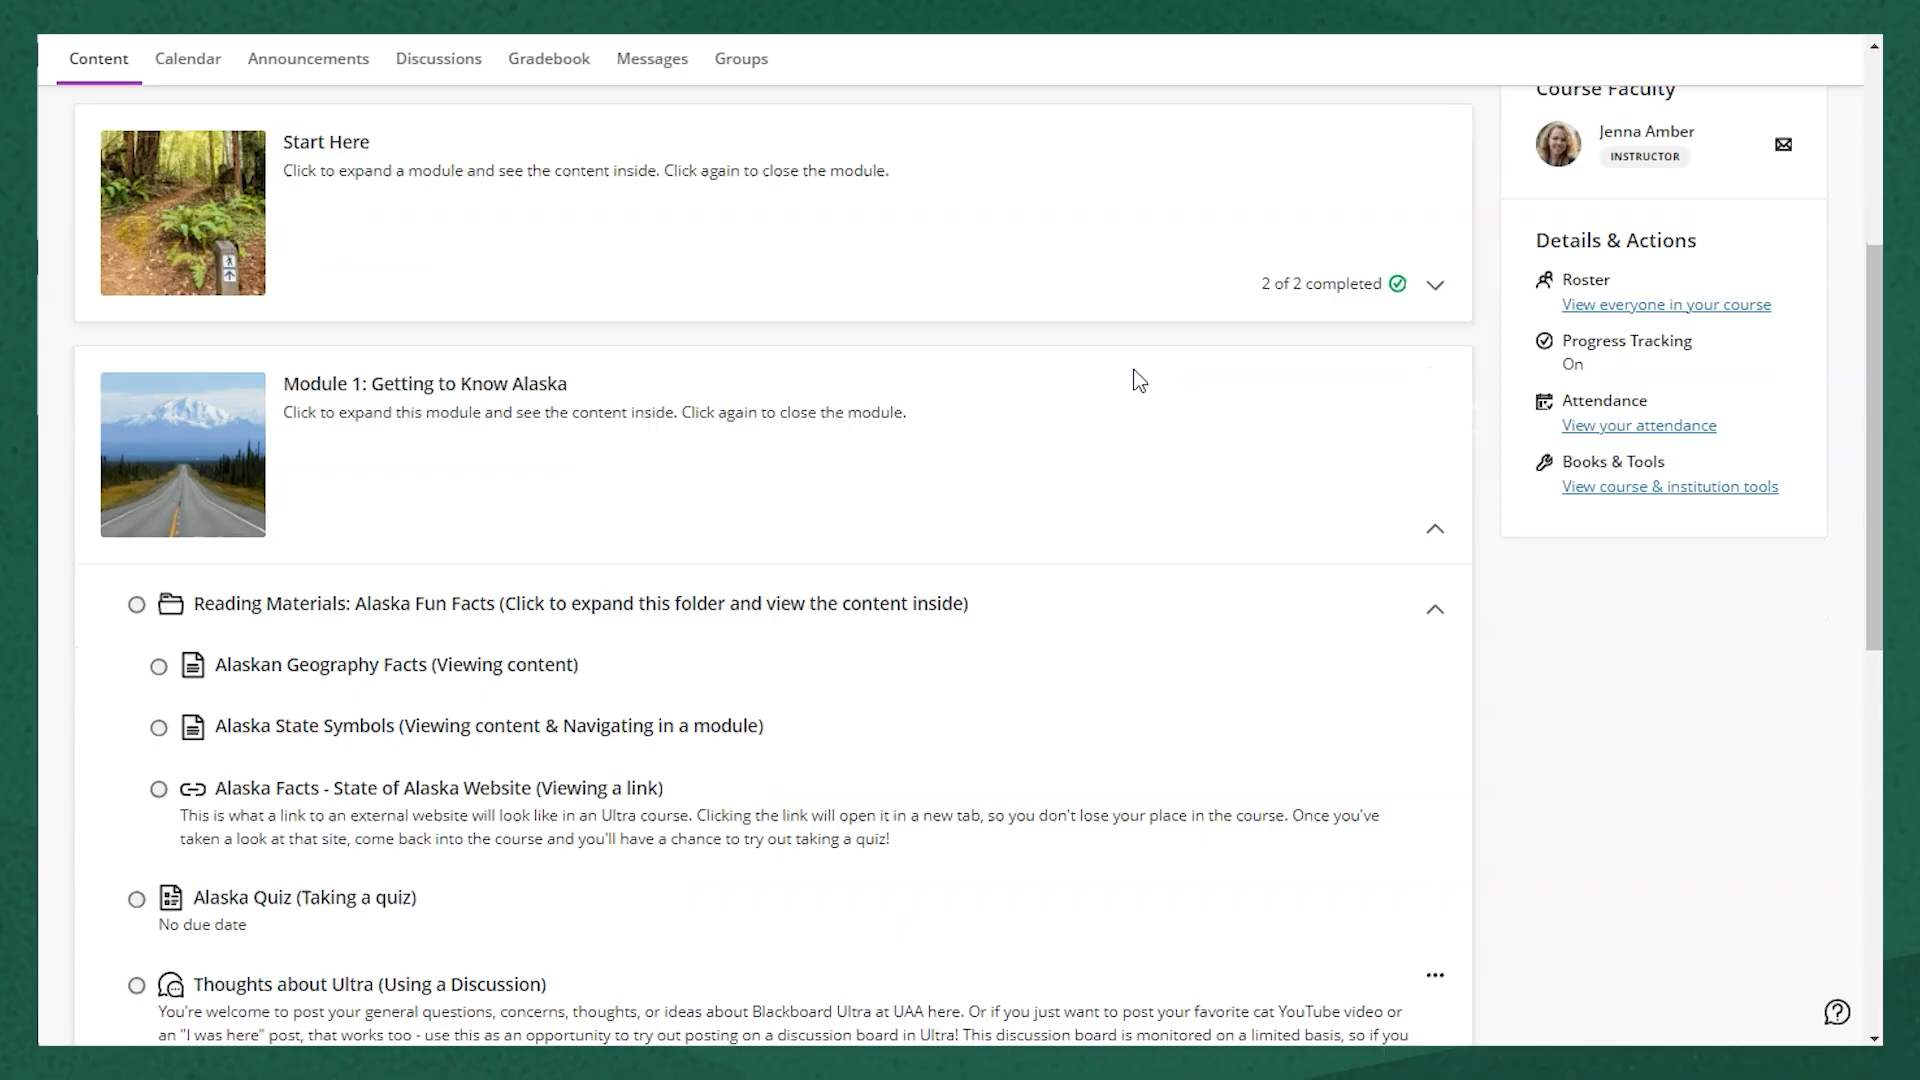 Content Calendar Announcements Discussions Gradebook Messages Groups
Start Here
Click to expand a module and see the content inside. Click again to close the module.
2 of 2 completed
Module 1: Getting to Know Alaska
Click to expand this module and see the content inside. Click again to close the module.
Reading Materials: Alaska Fun Facts (Click to expand this folder and view the content inside)
Alaskan Geography Facts (Viewing content)
Alaska State Symbols (Viewing content & Navigating in a module)
Alaska Facts - State of Alaska Website (Viewing a link)
This is what a link to an external website will look like in an Ultra course. Clicking the link will open it in a new tab, so you don't lose your place in the course. Once you've
taken a look at that site, come back into the course and you'll have a chance to try out taking a quiz!
Alaska Quiz (Taking a quiz)
No due date
Thoughts about Ultra (Using a Discussion)
You're welcome to post your general questions, concerns, thoughts, or ideas about Blackboard Ultra at UAA here. Or if you just want to post your favorite cat YouTube video or
an "I was here" post, that works too - use this as an opportunity to try out posting on a discussion board in Ultra! This discussion board is monitored on a limited basis, so if you
Course Faculty
Jenna Amber
INSTRUCTOR
Details & Actions
Roster
View everyone in your course
Progress Tracking
On
Attendance
View your attendance
Books & Tools
View course & institution tools